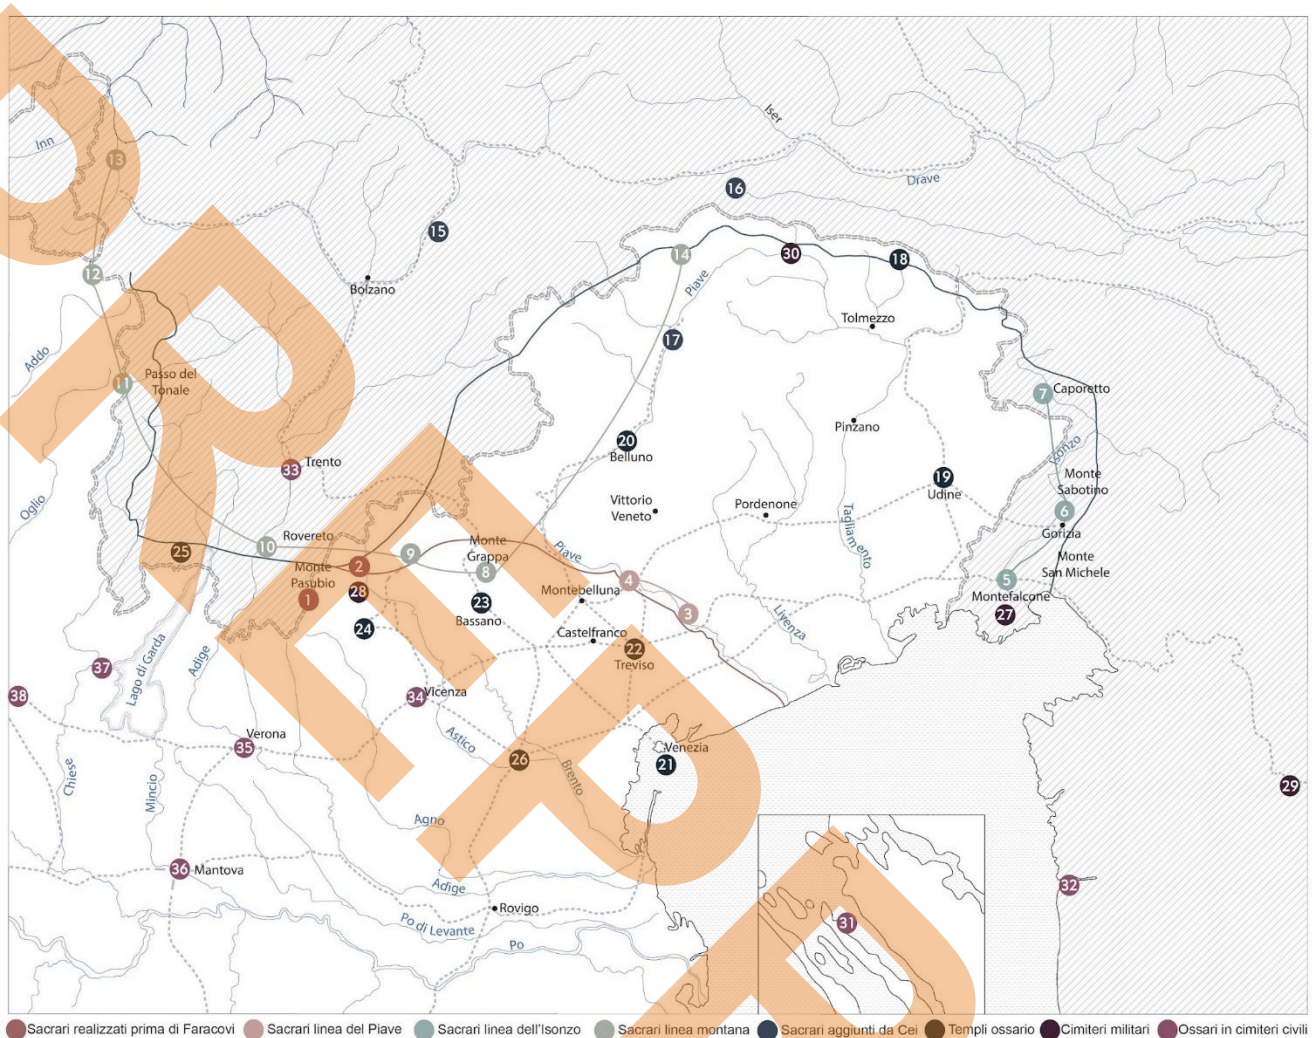 Iser
Inn
13
Drave
16
15
14
30
18
12
Bolzano
Piave
Tolmezzo
17
Addo
Passo del
Tonale
11
7
Caporetto
Pinzano
20
Belluno
Isonzo
33
Trento
19
Udine
Monte
Sabotino
Oglio
Vittorio
Veneto
Pordenone
Tagliamento
6
Gorizia
Rovereto
10
25
9
Monte
Grappa
Piave
Monte
San Michele
Monte
Pasubio
2
8
4
5
Montefalcone
1
28
23
Bassano
Montebelluna
3
Livenza
27
24
Castelfranco
22
Treviso
37
Lago di Garda
Adige
38
34
Vicenza
Verona
35
Astico
26
Venezia
21
Brento
Chiese
Mincio
29
Agno
36
Mantova
Adige
32
Rovigo
Po di Levante
Po
31
Sacrari realizzati prima di Faracovi
Sacrari linea del Piave
Sacrari linea dell'Isonzo
Sacrari linea montana
Sacrari aggiunti da Cei
Templi ossario
Cimiteri militari
Ossari in cimiteri civili
P
R
E
P
P